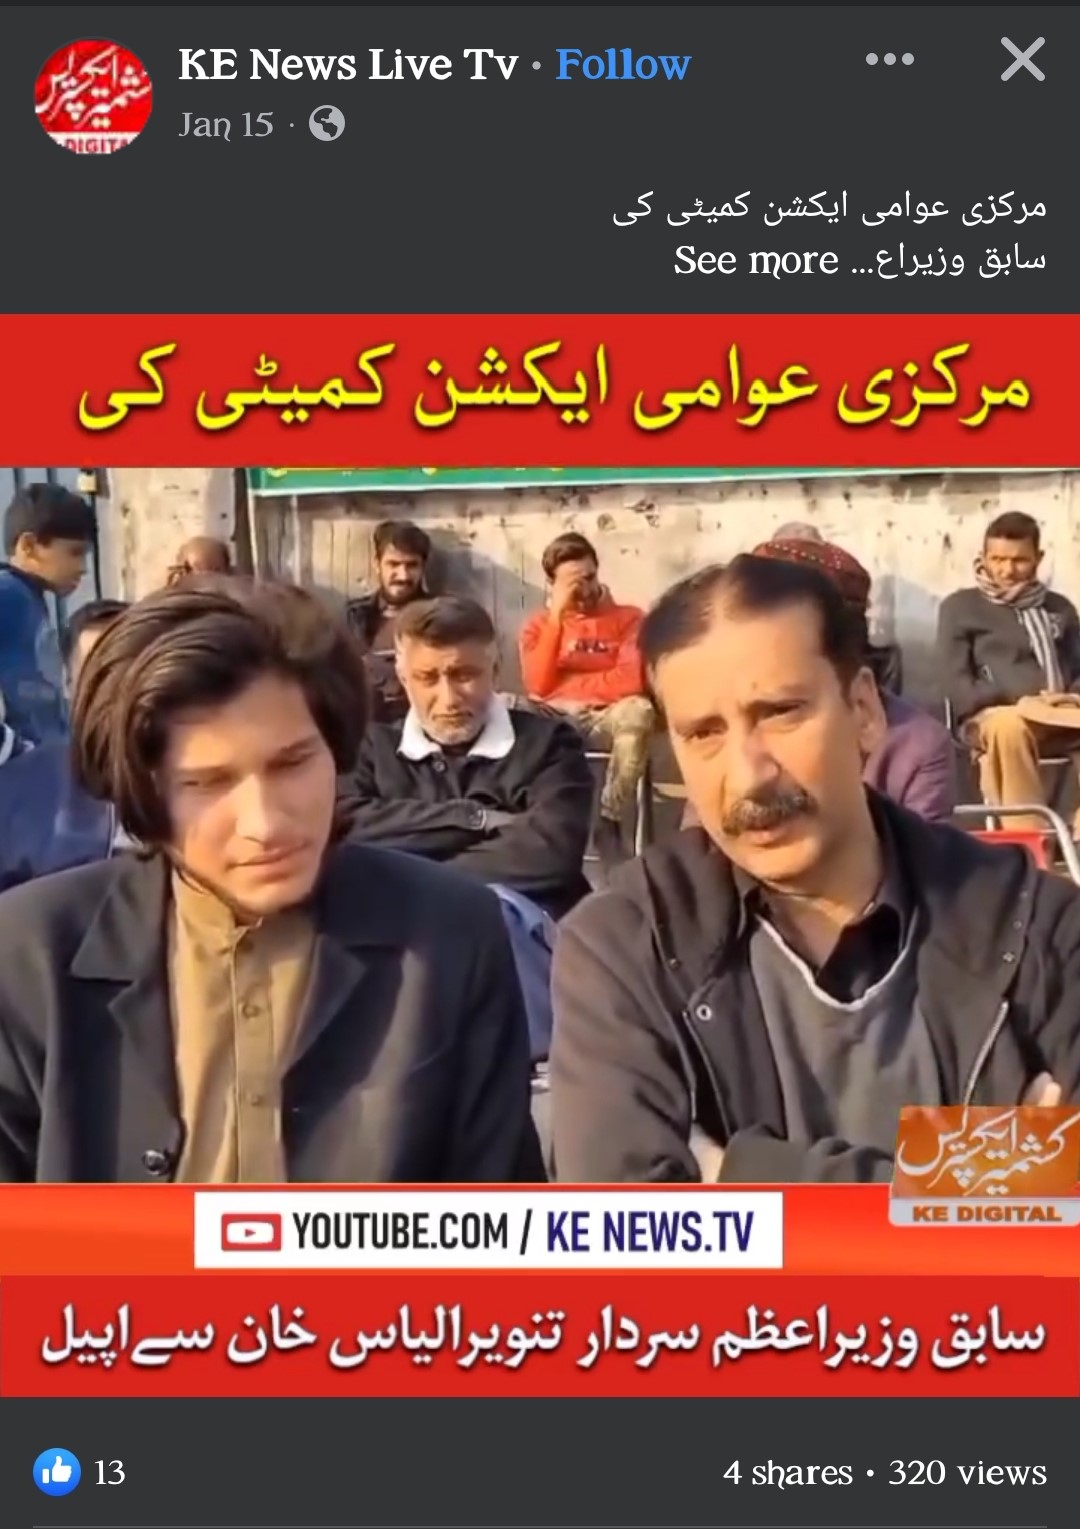 KE News Live Tv · Follow
Jan 15 ·
مرکزی عوامی ایکشن کمیٹی کی
سابق وزیراع... See more
مرکزی عوامی ایکشن کمیٹی کی
YOUTUBE.COM / KE NEWS.TV
کشمیر ایکسپریس
KE DIGITAL
سابق وزیراعظم سردار تنویرالیاس خان سےاپیل
13
4 shares · 320 views